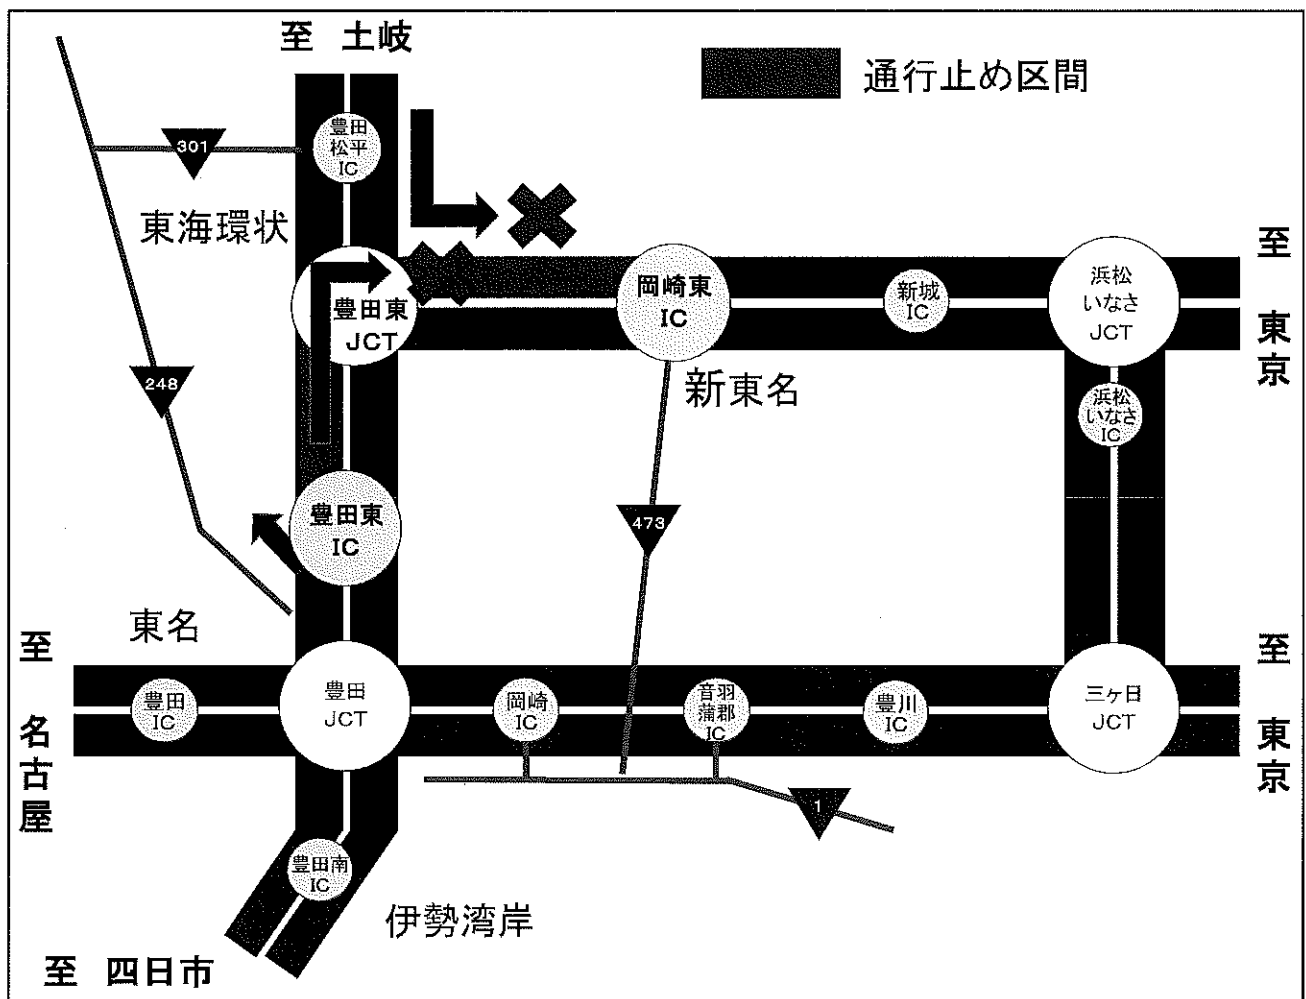 至 土岐
通行止め区間
豊田
松平
IC
301
東海環状
至 東京
豊田東
JCT
岡崎東
IC
新城
IC
浜松
いなさ
JCT
248
新東名
浜松
いなさ
IC
豊田東
IC
473
東名
至 名古屋
至 東京
豊田
IC
豊田
JCT
岡崎
IC
音羽
蒲郡
IC
豊川
IC
三ヶ日
JCT
1
豊田南
IC
伊勢湾岸
至 四日市